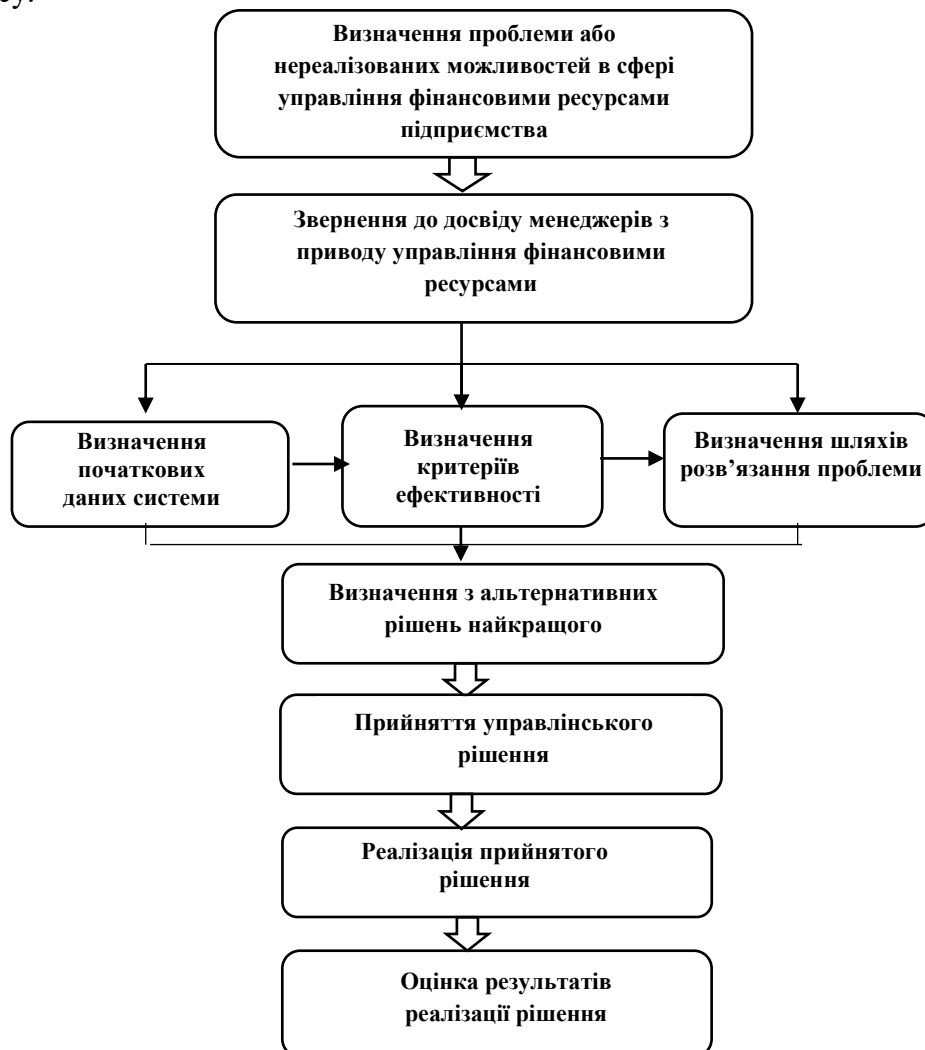 су.
Визначення проблеми або
нереалізованих можливостей в сфері
управління фінансовими ресурсами
підприємства
Звернення до досвіду менеджерів з
приводу управління фінансовими
ресурсами
Визначення
початкових
даних системи
Визначення
критеріїв
ефективності
Визначення шляхів
розв’язання проблеми
Визначення з альтернативних
рішень найкращого
Прийняття управлінського
рішення
Реалізація прийнятого
рішення
Оцінка результатів
реалізації рішення